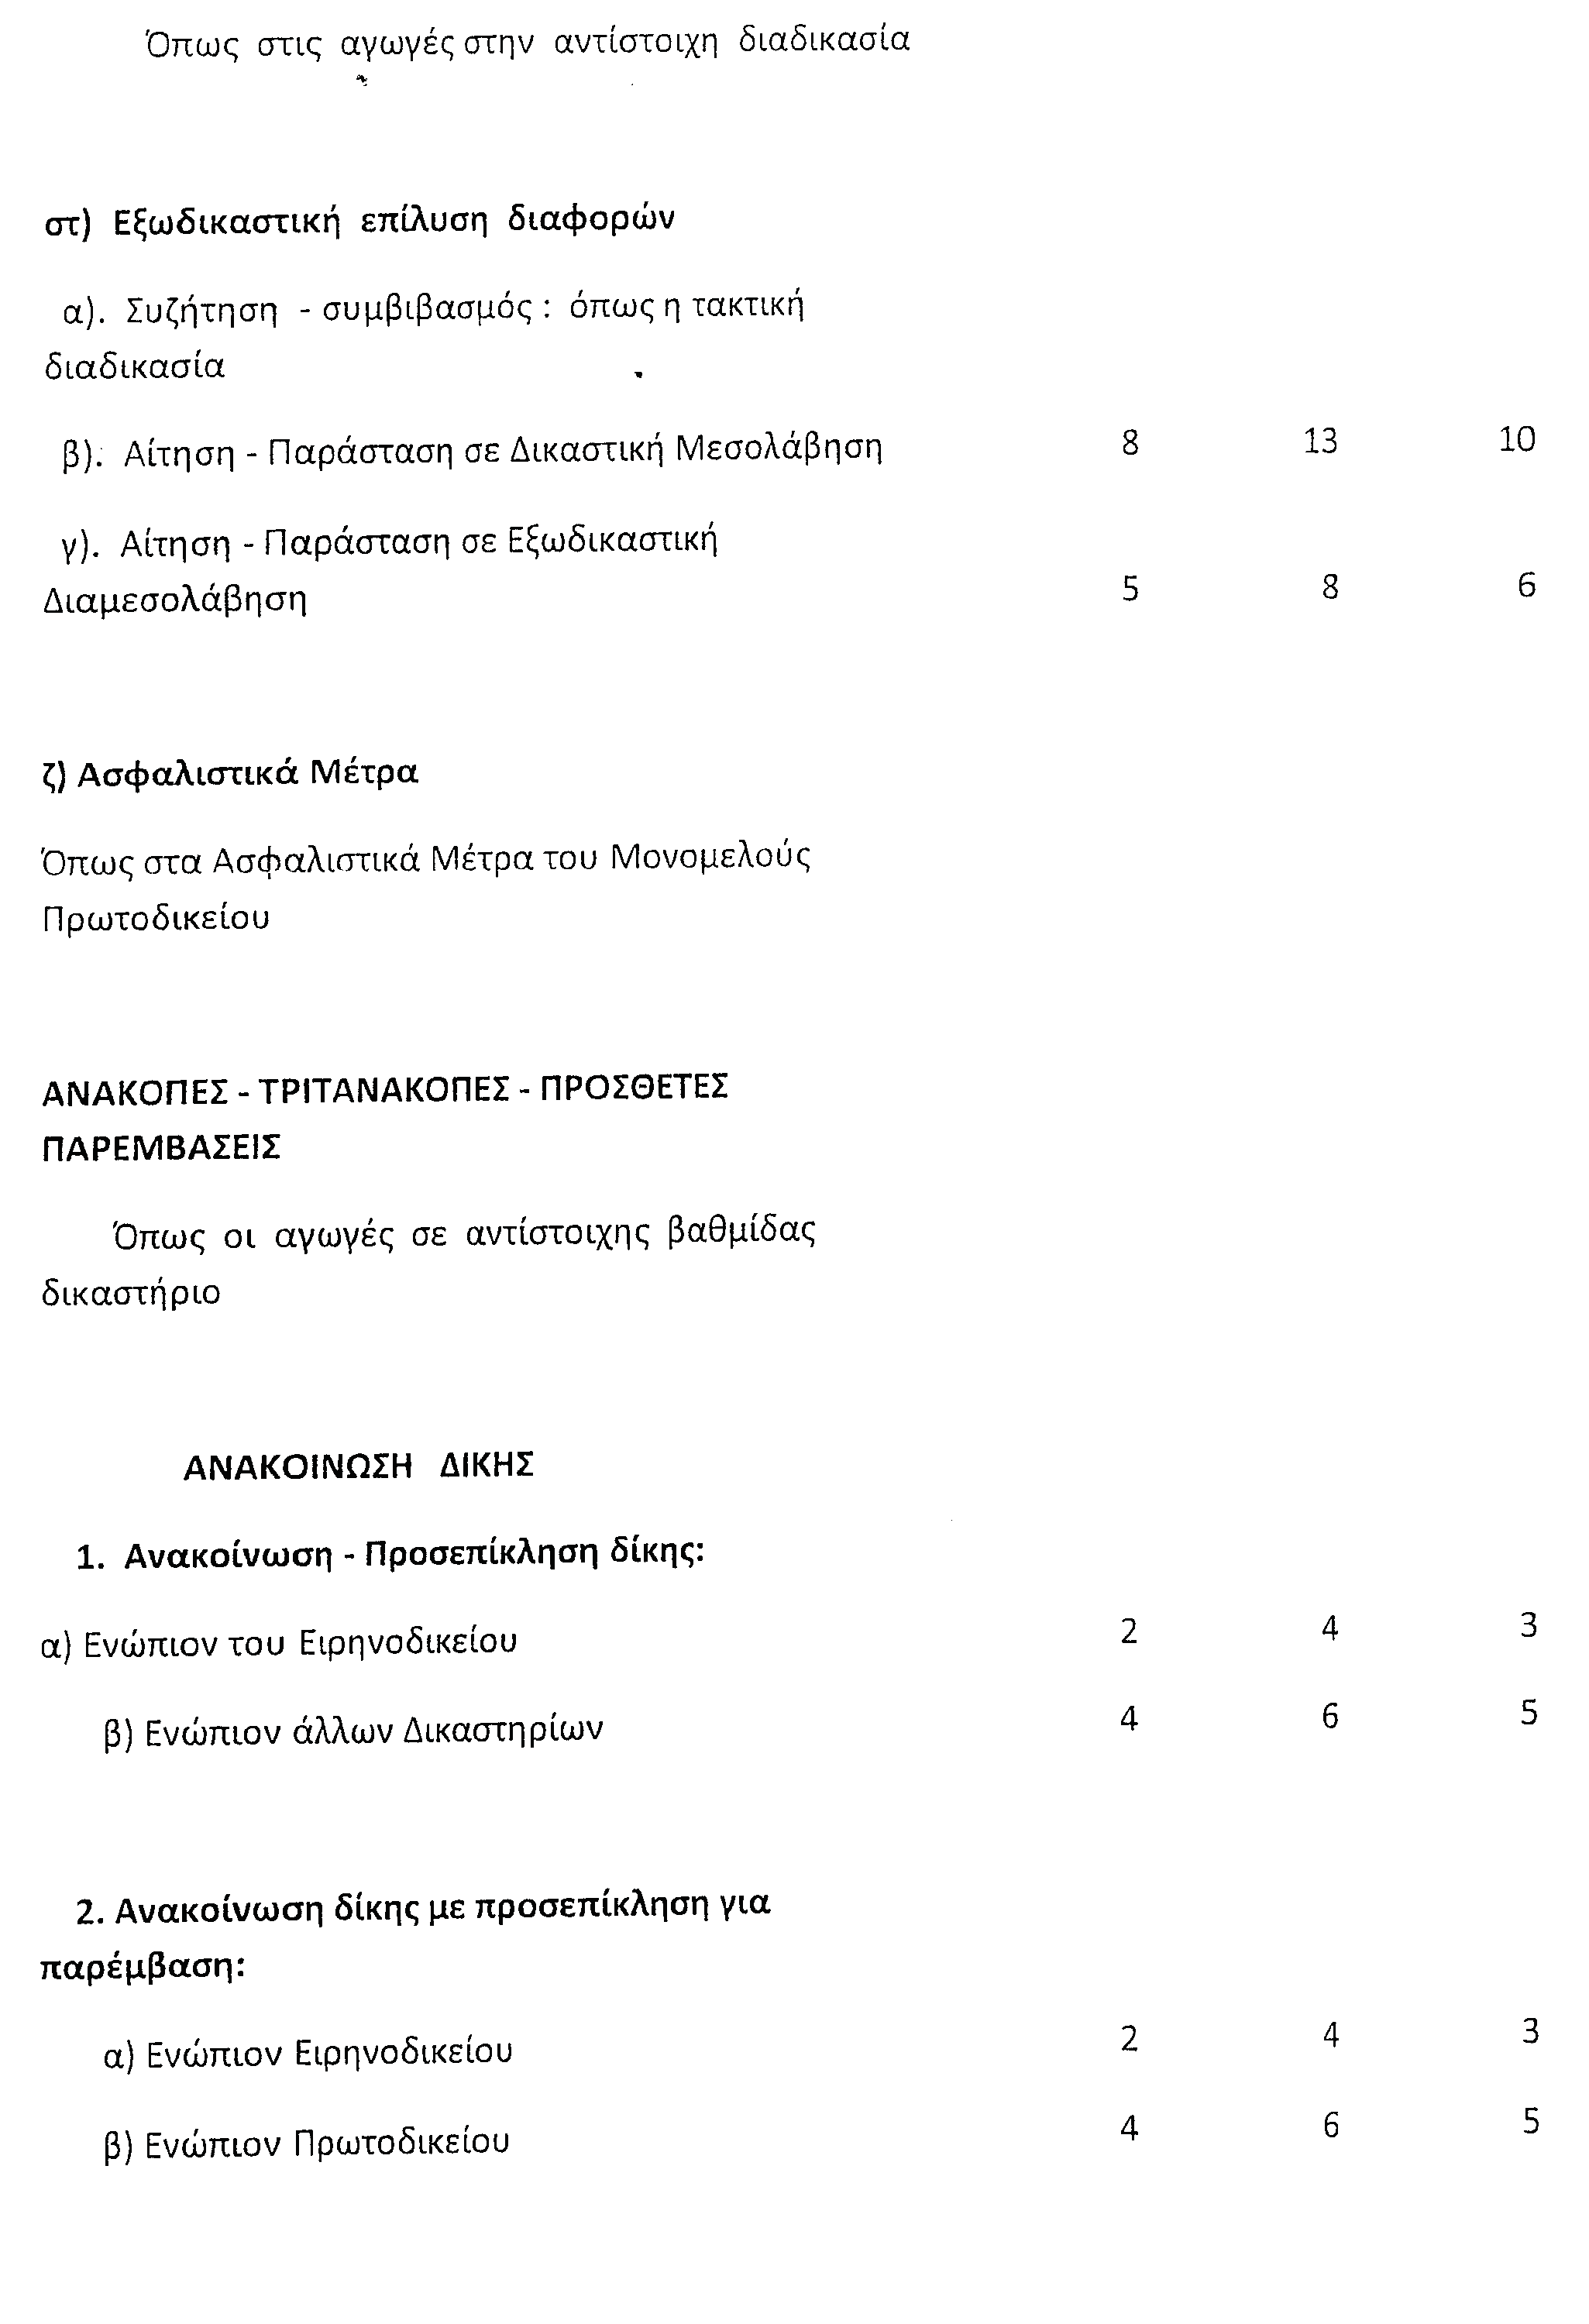 Όπως στις αγωγές στην αντίστοιχη διαδικασία
στ) Εξωδικαστική επίλυση διαφορών
α). Συζήτηση - συμβιβασμός : όπως η τακτική
διαδικασία
β). Αίτηση - Παράσταση σε Δικαστική Μεσολάβηση 8 13 10
γ). Αίτηση - Παράσταση σε Εξωδικαστική
Διαμεσολάβηση 5 8 6
ζ) Ασφαλιστικά Μέτρα
Όπως στα Ασφαλιστικά Μέτρα του Μονομελούς
Πρωτοδικείου
ΑΝΑΚΟΠΕΣ - ΤΡΙΤΑΝΑΚΟΠΕΣ - ΠΡΟΣΘΕΤΕΣ
ΠΑΡΕΜΒΑΣΕΙΣ
Όπως οι αγωγές σε αντίστοιχης βαθμίδας
δικαστήριο
ΑΝΑΚΟΙΝΩΣΗ ΔΙΚΗΣ
1. Ανακοίνωση - Προσεπίκληση δίκης:
α) Ενώπιον του Ειρηνοδικείου 2 4 3
β) Ενώπιον άλλων Δικαστηρίων 4 6 5
2. Ανακοίνωση δίκης με προσεπίκληση για
παρέμβαση:
α) Ενώπιον Ειρηνοδικείου 2 4 3
β) Ενώπιον Πρωτοδικείου 4 6 5